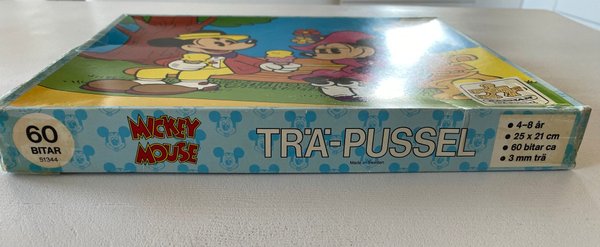 60
BITAR
51344
MICKEY
MOUSE
TRÄ-PUSSEL
Made in Sweden
• 4–8 år
• 25 x 21 cm
• 60 bitar ca
• 3 mm trä